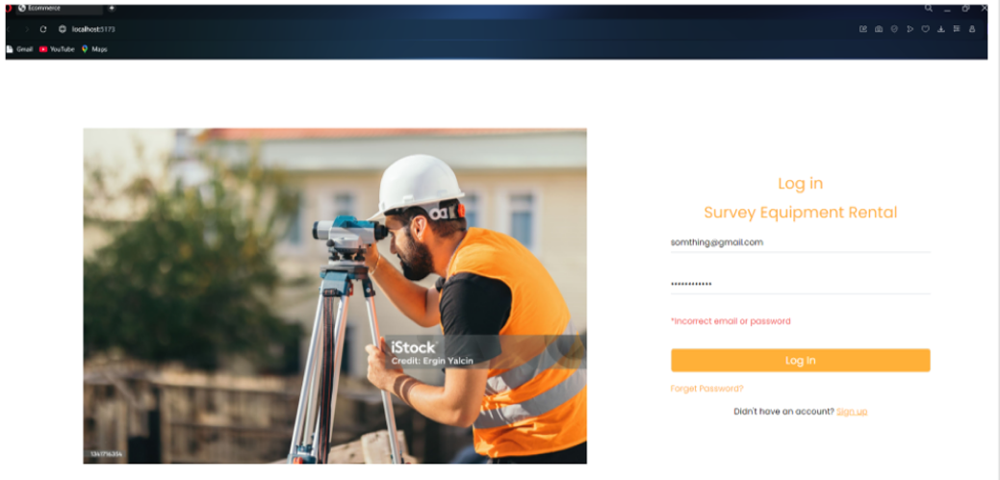 Ecommerce
localhost:5173
Gmail YouTube Maps
Log in
Survey Equipment Rental
somthing@gmail.com
************
*Incorrect email or password
iStock
Credit: Ergin Yalcin
Log In
Forget Password?
Didn't have an account? Sign up
1341716354